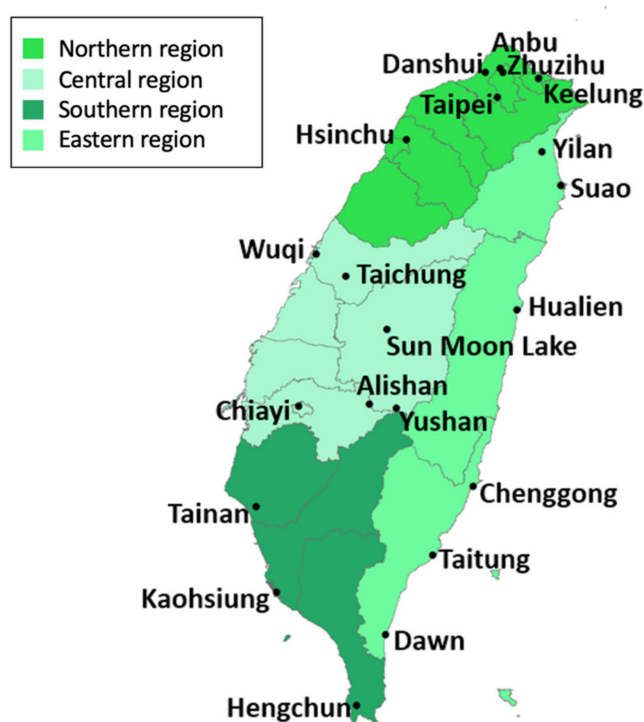 Northern region
Central region
Southern region
Eastern region
Anbu
Danshui
Zhuzihu
Taipei
Keelung
Hsinchu
Yilan
Suao
Wuqi
Taichung
Hualien
Sun Moon Lake
Alishan
Chiayi
Yushan
Chenggong
Tainan
Taitung
Kaohsiung
Dawn
Hengchun